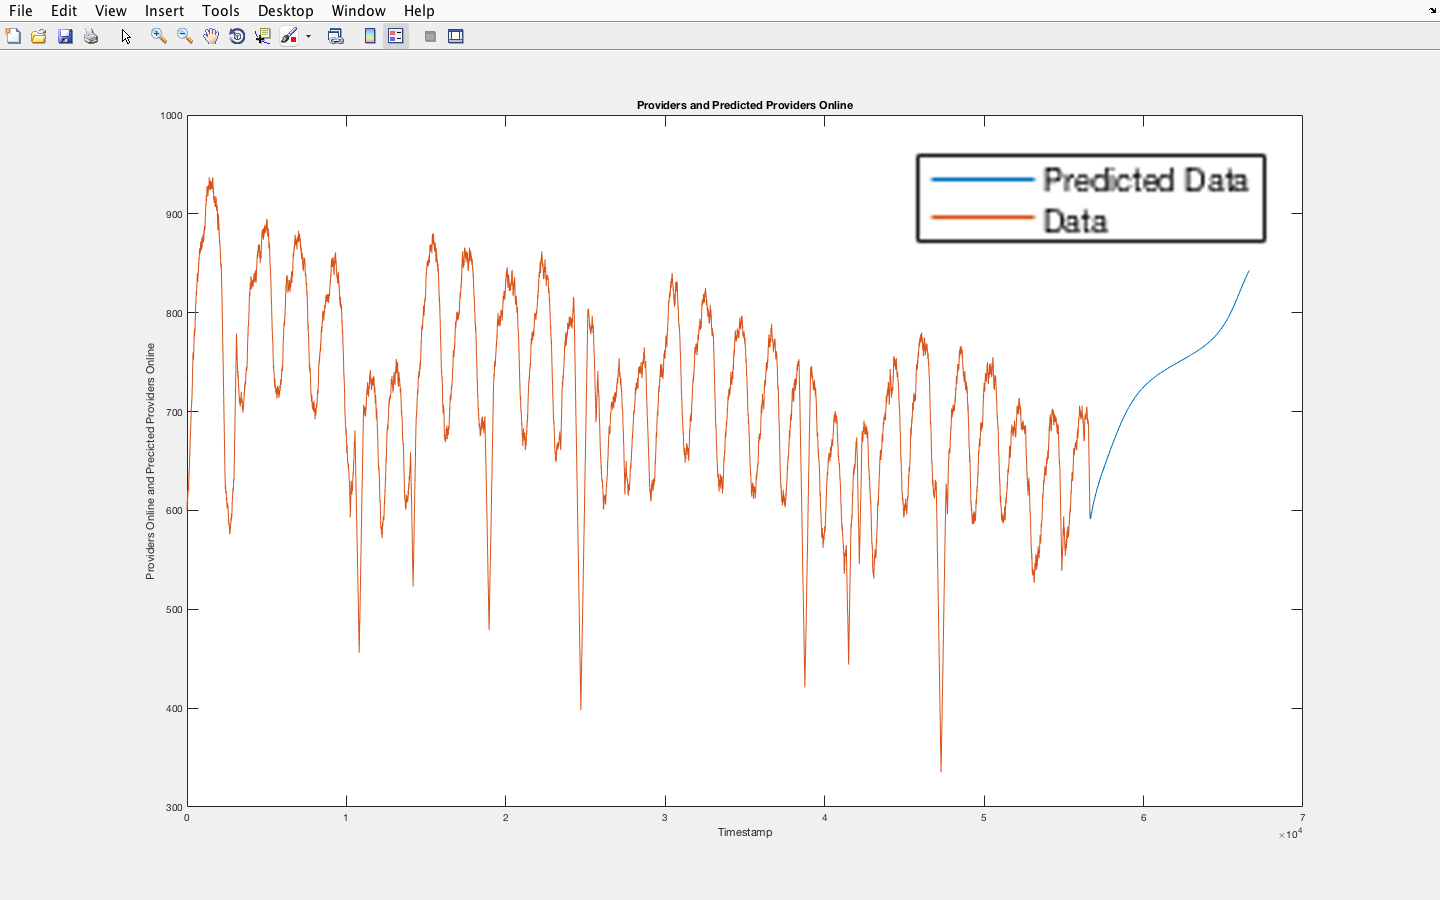 File Edit View Insert Tools Desktop Window Help
Providers and Predicted Providers Online
Predicted Data
Data
Providers Online and Precicted Providers Online
1000
900
800
700
600
500
400
300
0 1 2 3 4 5 6 7
×10⁴
Timestamp